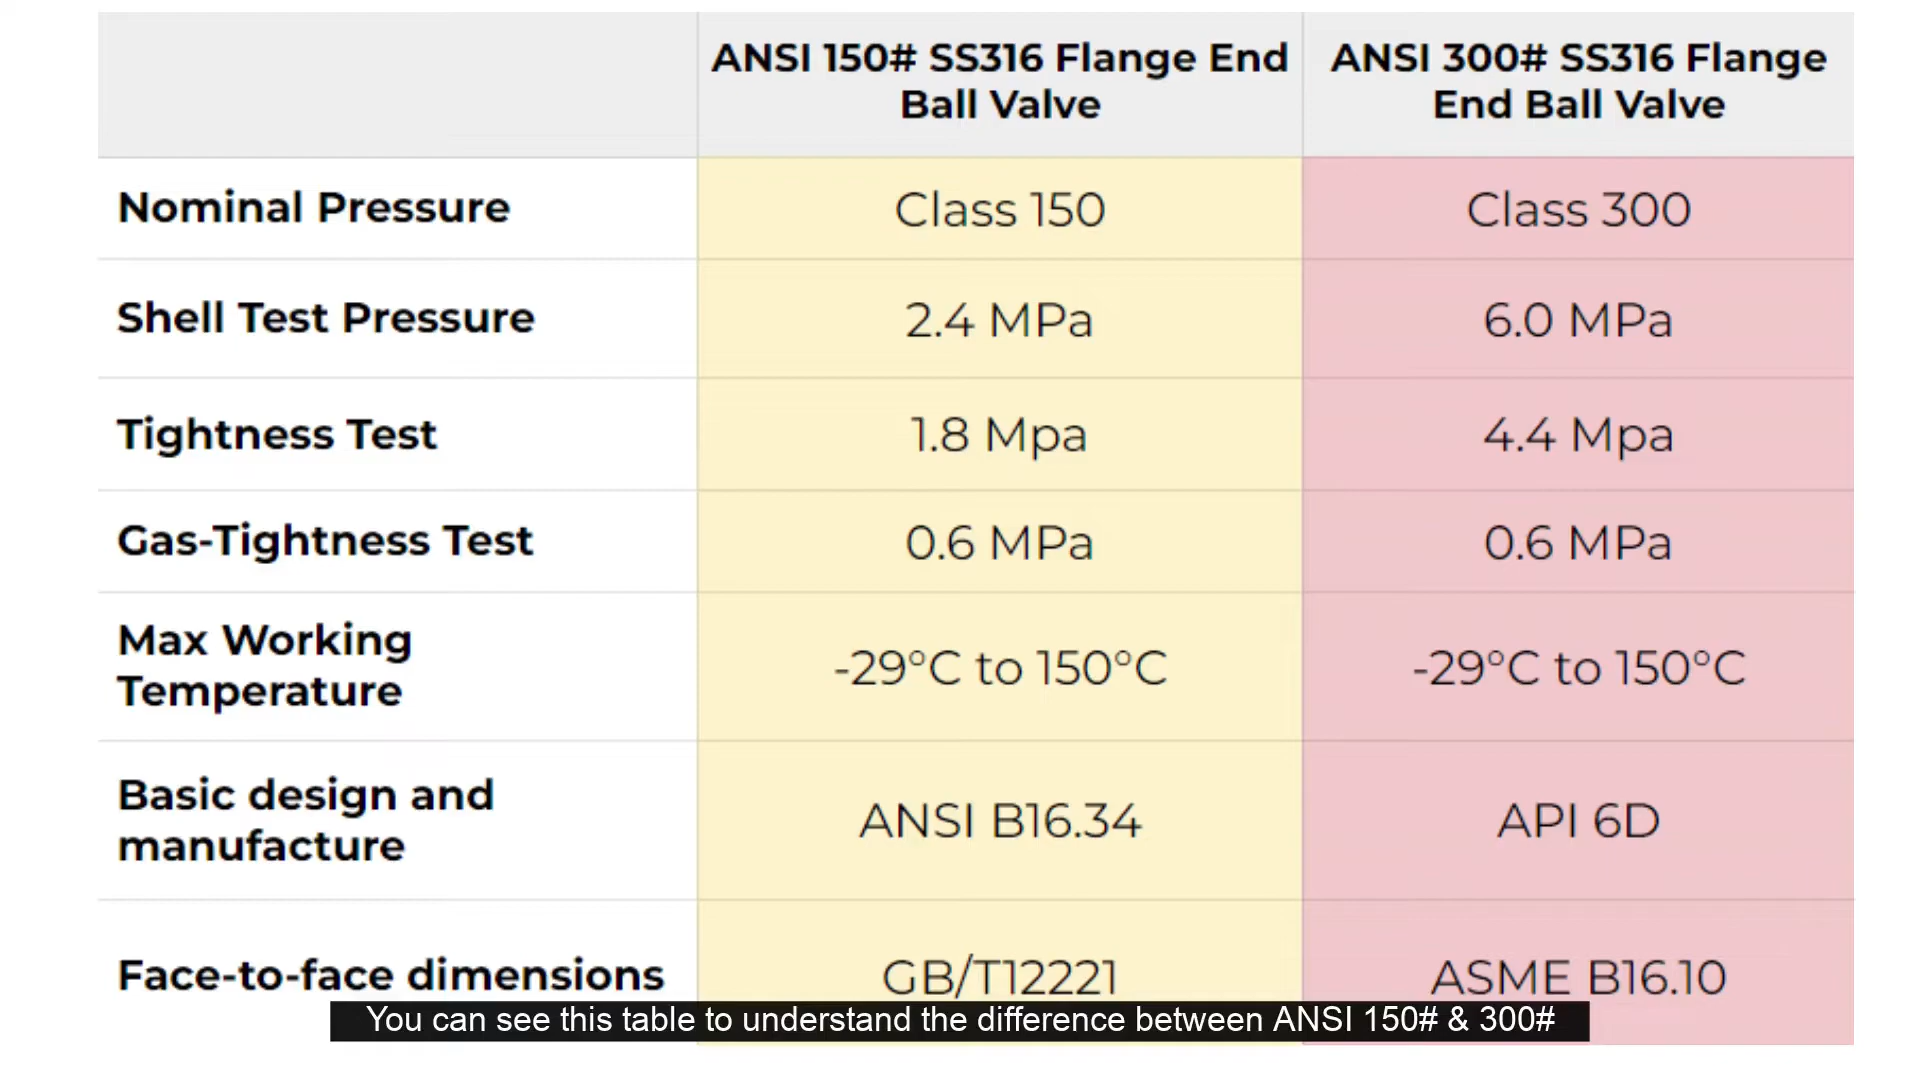 ANSI 150# SS316 Flange End
Ball Valve
ANSI 300# SS316 Flange
End Ball Valve
Nominal Pressure
Class 150
Class 300
Shell Test Pressure
2.4 MPa
6.0 MPa
Tightness Test
1.8 Mpa
4.4 Mpa
Gas-Tightness Test
0.6 MPa
0.6 MPa
Max Working
Temperature
-29°C to 150°C
-29°C to 150°C
Basic design and
manufacture
ANSI B16.34
API 6D
Face-to-face dimensions
GB/T12221
ASME B16.10
You can see this table to understand the difference between ANSI 150# & 300#